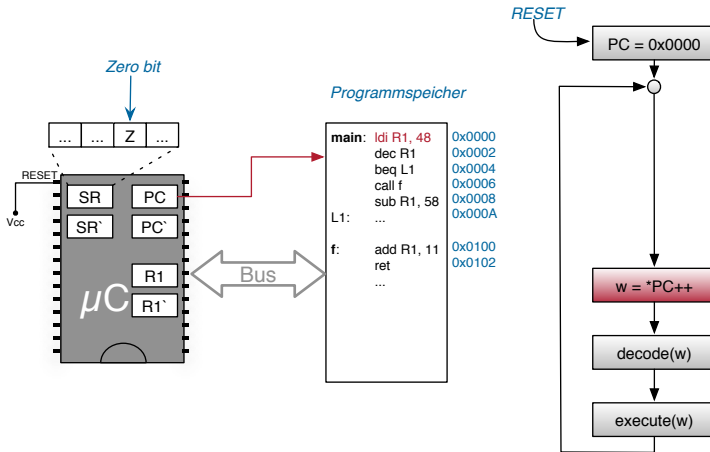 RESET
PC = 0x0000
Zero bit
Programmspeicher
... ... Z ...
main: ldi R1, 48 0x0000
dec R1 0x0002
beq L1 0x0004
call f 0x0006
sub R1, 58 0x0008
L1: ... 0x000A
f: add R1, 11 0x0100
ret 0x0102
...
RESET
Vcc
SR PC
SR` PC`
R1
R1`
µC
Bus
w = *PC++
decode(w)
execute(w)